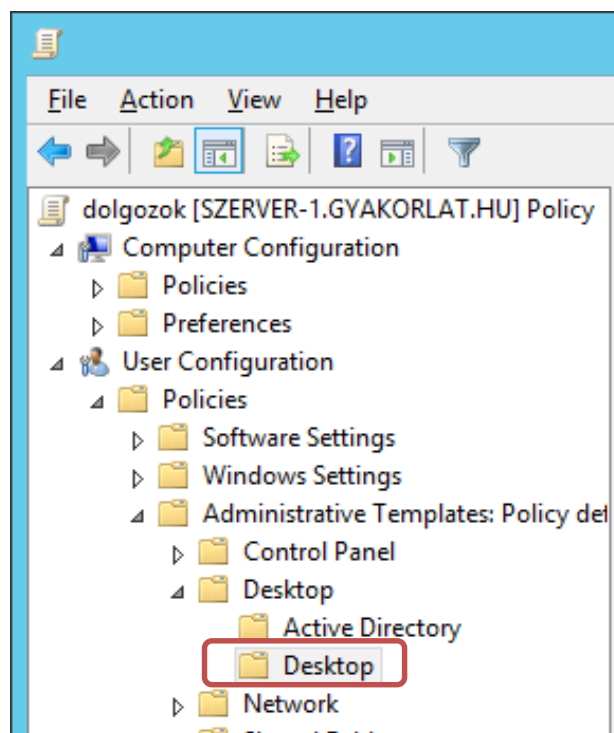 File Action View Help
dolgozok [SZERVER-1.GYAKORLAT.HU] Policy
Computer Configuration
Policies
Preferences
User Configuration
Policies
Software Settings
Windows Settings
Administrative Templates: Policy def
Control Panel
Desktop
Active Directory
Desktop
Network